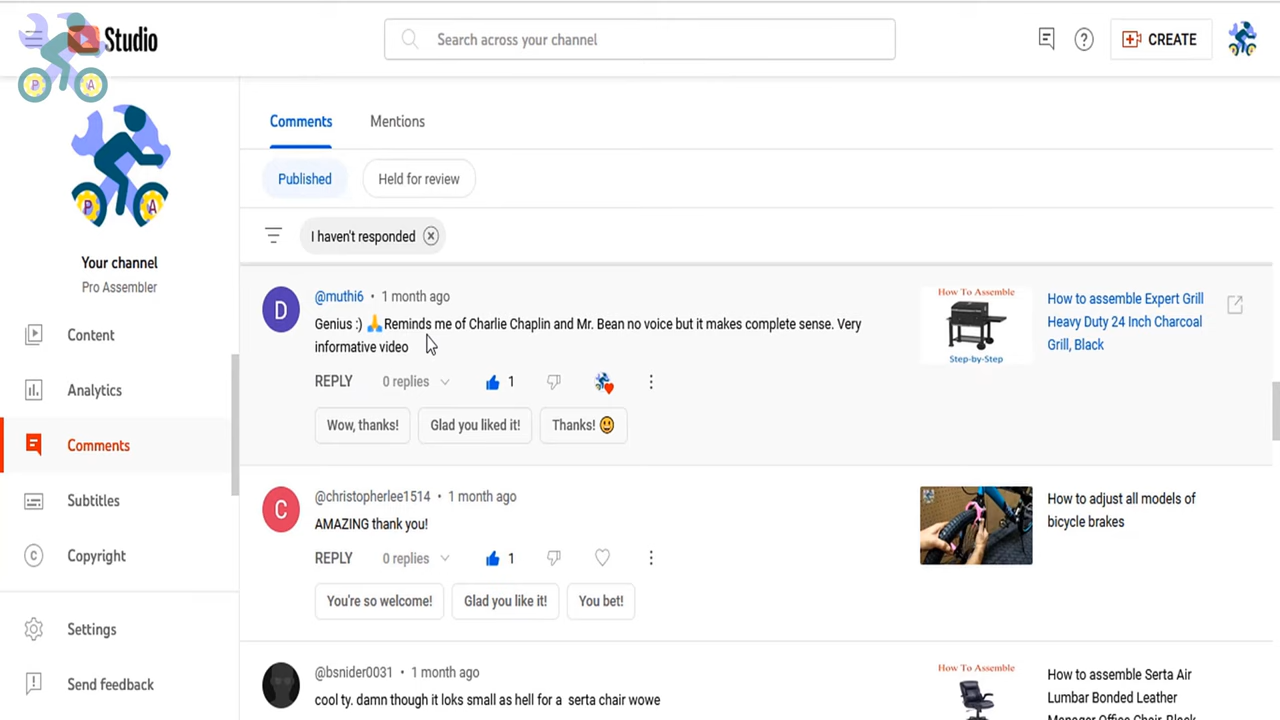 Studio
Search across your channel
CREATE
P A
Your channel
Pro Assembler
Content
Analytics
Comments
Subtitles
Copyright
Settings
Send feedback
Comments Mentions
Published Held for review
I haven't responded
D
@muthi6 • 1 month ago
Genius :) 🙏Reminds me of Charlie Chaplin and Mr. Bean no voice but it makes complete sense. Very
informative video
REPLY 0 replies 1
Wow, thanks! Glad you liked it! Thanks! 😃
How To Assemble
Step-by-Step
How to assemble Expert Grill
Heavy Duty 24 Inch Charcoal
Grill, Black
C
@christopherlee1514 • 1 month ago
AMAZING thank you!
REPLY 0 replies 1
You're so welcome! Glad you like it! You bet!
How to adjust all models of
bicycle brakes
@bsnider0031 • 1 month ago
cool ty. damn though it loks small as hell for a serta chair wowe
How To Assemble
How to assemble Serta Air
Lumbar Bonded Leather
Manager Office Chair, Black
P A